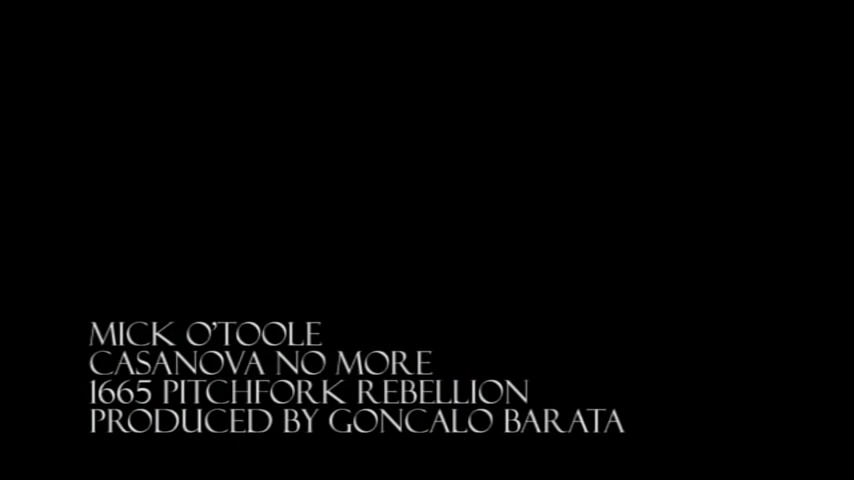 MICK O'TOOLE
CASANOVA NO MORE
1665 PITCHFORK REBELLION
PRODUCED BY GONCALO BARATA